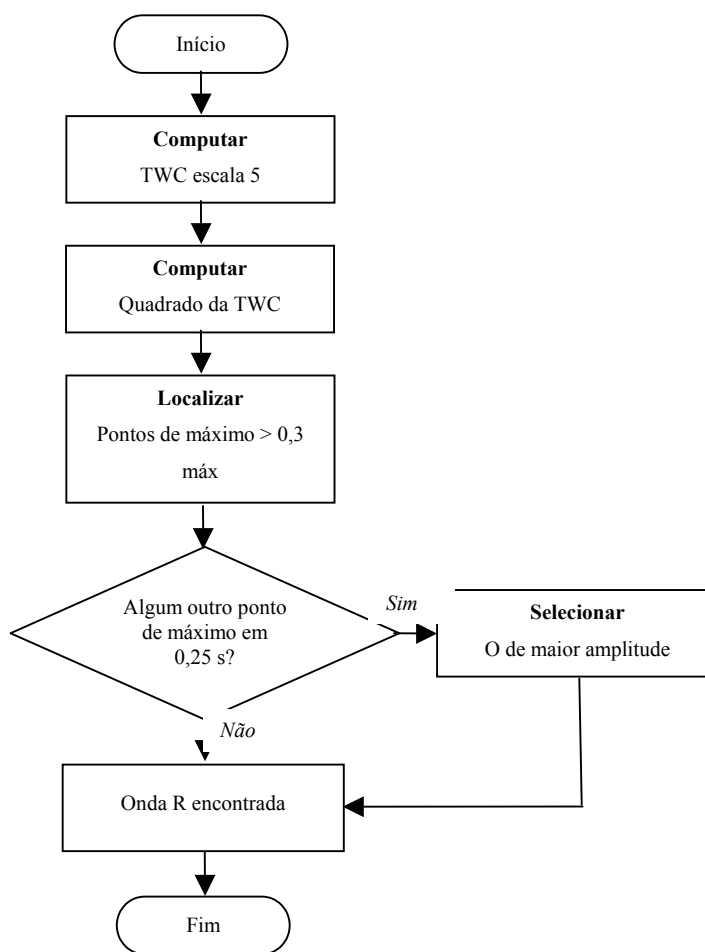 Início
Computar
TWC escala 5
Computar
Quadrado da TWC
Localizar
Pontos de máximo > 0,3
máx
Algum outro ponto
de máximo em
0,25 s?
Sim
Selecionar
O de maior amplitude
Não
Onda R encontrada
Fim